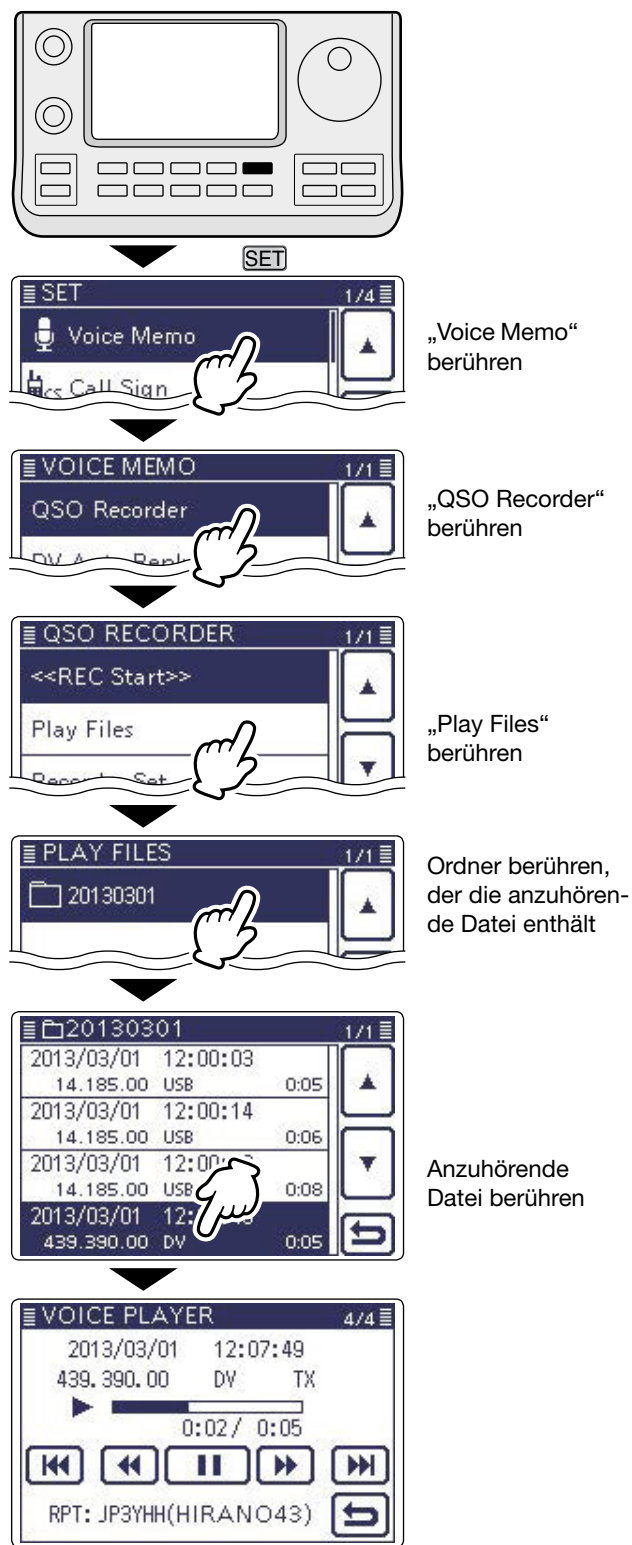 SET
SET
1/4
Voice Memo
CS Call Sign
„Voice Memo“
berühren
VOICE MEMO
1/1
QSO Recorder
„QSO Recorder“
berühren
QSO RECORDER
1/1
<<REC Start>>
Play Files
„Play Files“
berühren
PLAY FILES
1/1
20130301
Ordner berühren,
der die anzuhören-
de Datei enthält
20130301
1/1
2013/03/01 12:00:03
14.185.00 USB 0:05
2013/03/01 12:00:14
14.185.00 USB 0:06
2013/03/01
14.185.00 USB 0:08
2013/03/01
439.390.00 DV 0:05
Anzuhörende
Datei berühren
VOICE PLAYER
4/4
2013/03/01 12:07:49
439.390.00 DV TX
0:02 / 0:05
RPT: JP3YHH(HIRANO43)